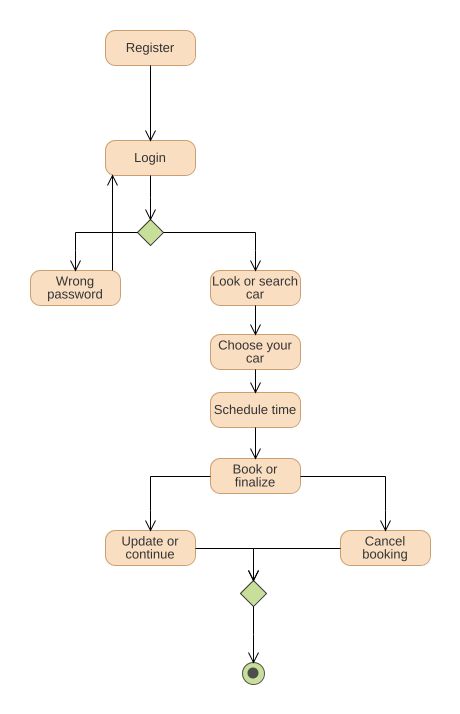 Register
Login
Wrong
password
Look or search
car
Choose your
car
Schedule time
Book or
finalize
Update or
continue
Cancel
booking